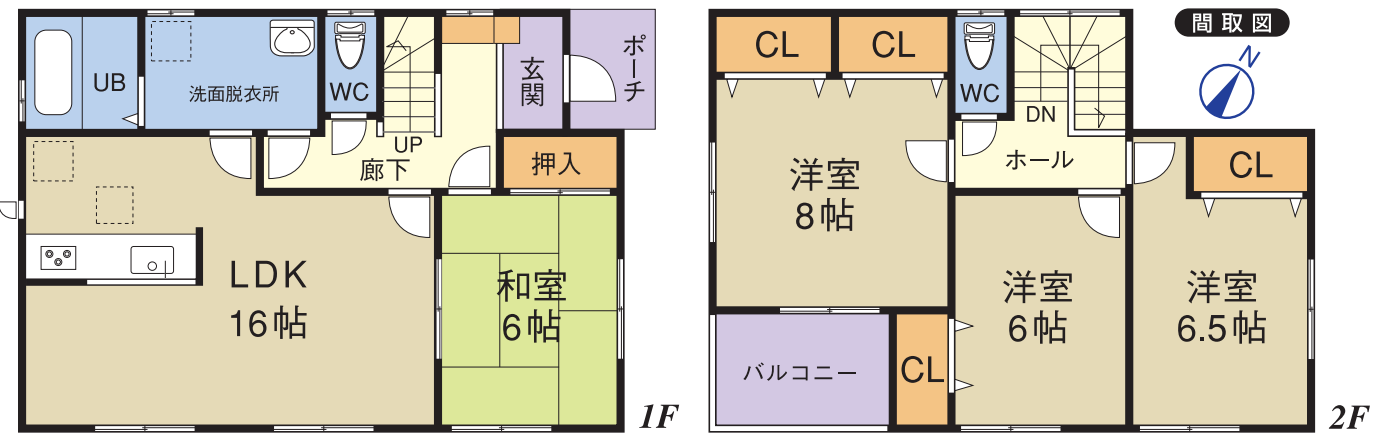 間取図
N
UB
洗面脱衣所
WC
UP
廊下
玄関
ポーチ
押入
LDK
16帖
和室
6帖
1F
CL
CL
WC
DN
ホール
洋室
8帖
CL
洋室
6帖
洋室
6.5帖
バルコニー
CL
2F